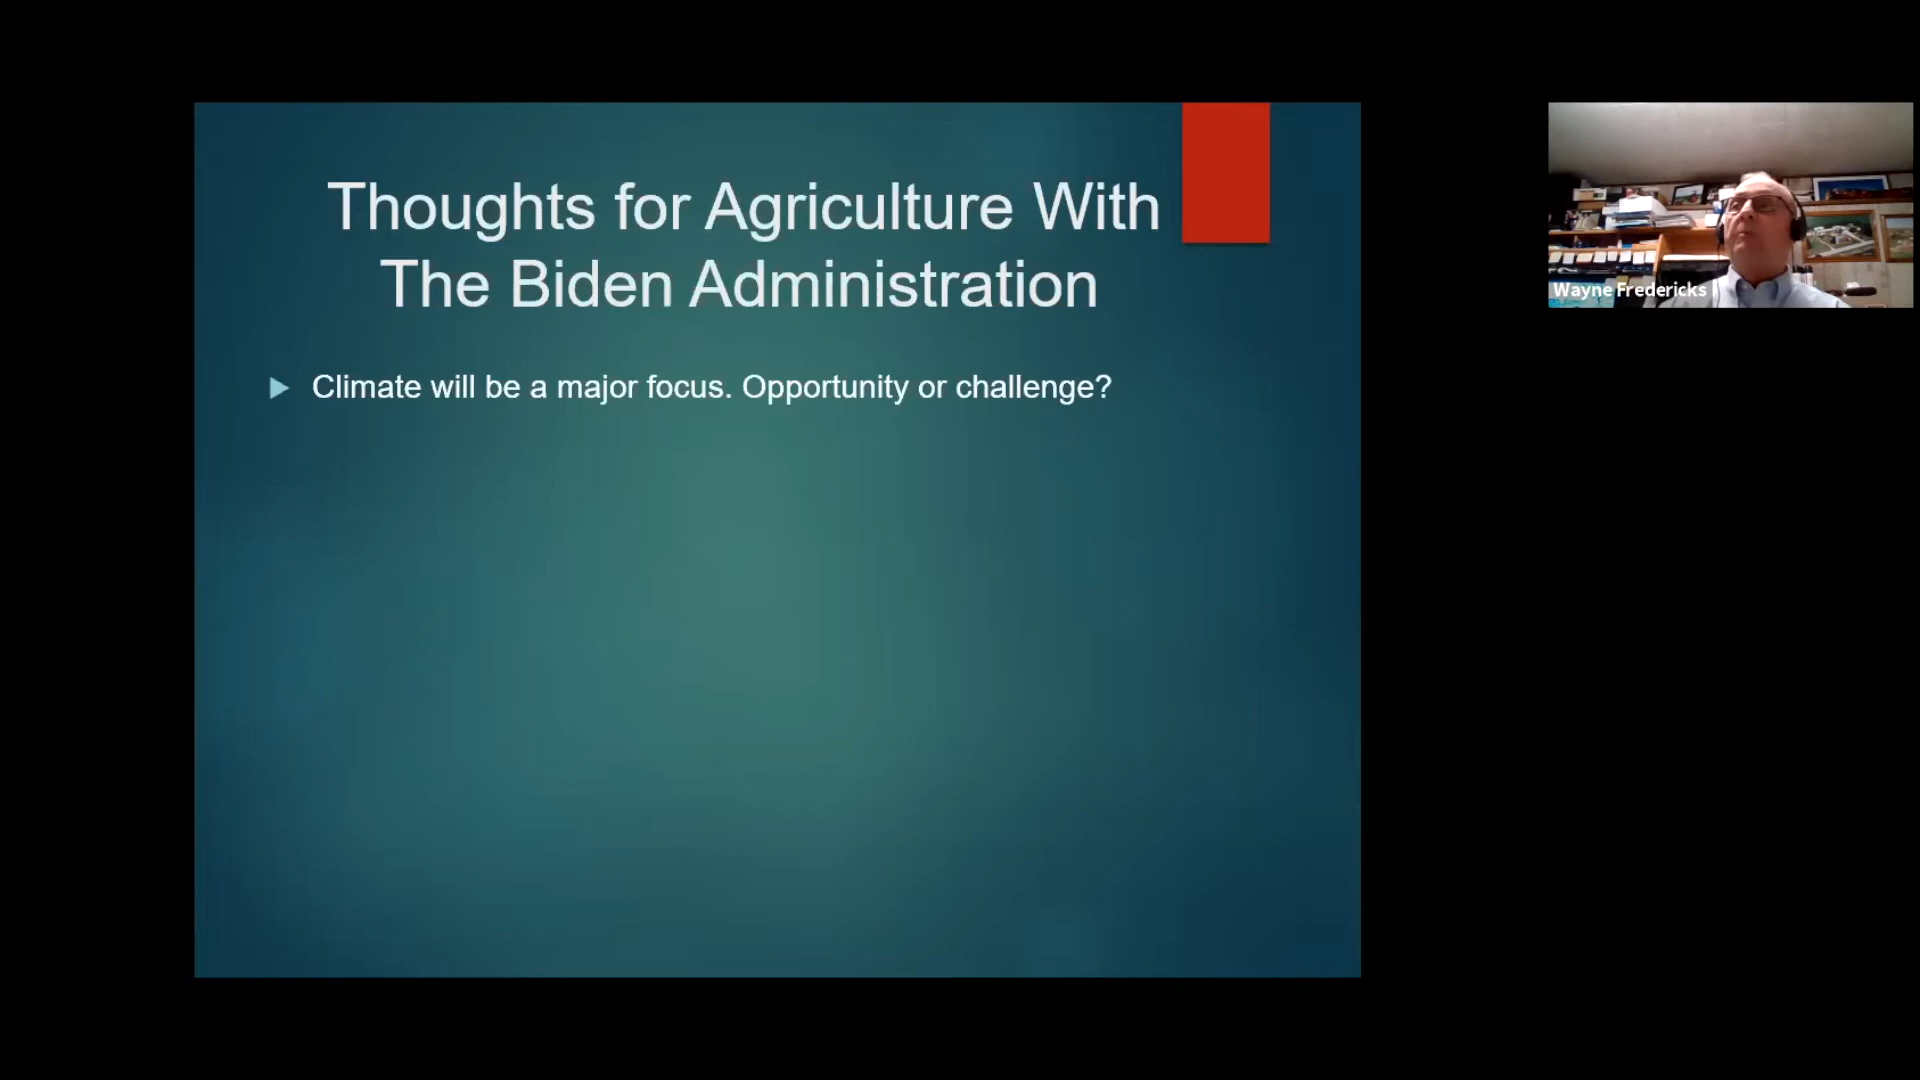 Thoughts for Agriculture With
The Biden Administration
Climate will be a major focus. Opportunity or challenge?
Wayne Fredericks